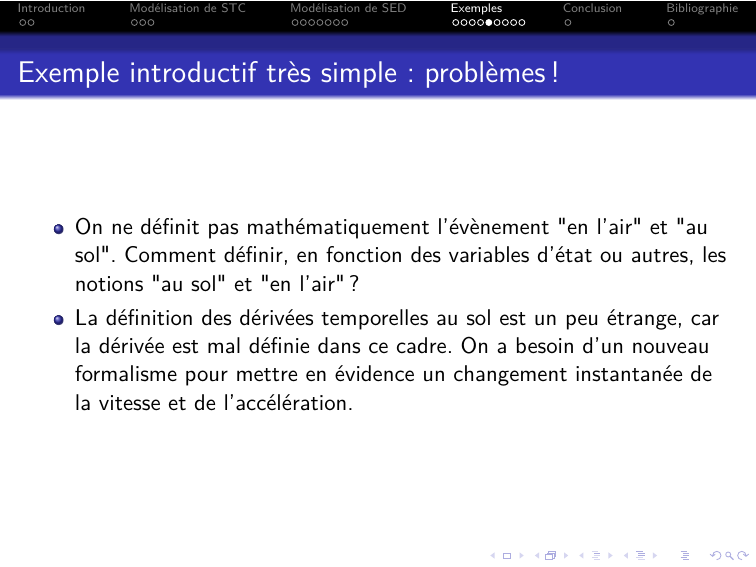 Introduction Modélisation de STC Modélisation de SED Exemples Conclusion Bibliographie
Exemple introductif très simple : problèmes !
On ne définit pas mathématiquement l'évènement "en l'air" et "au
sol". Comment définir, en fonction des variables d'état ou autres, les
notions "au sol" et "en l'air" ?
La définition des dérivées temporelles au sol est un peu étrange, car
la dérivée est mal définie dans ce cadre. On a besoin d'un nouveau
formalisme pour mettre en évidence un changement instantanée de
la vitesse et de l'accélération.